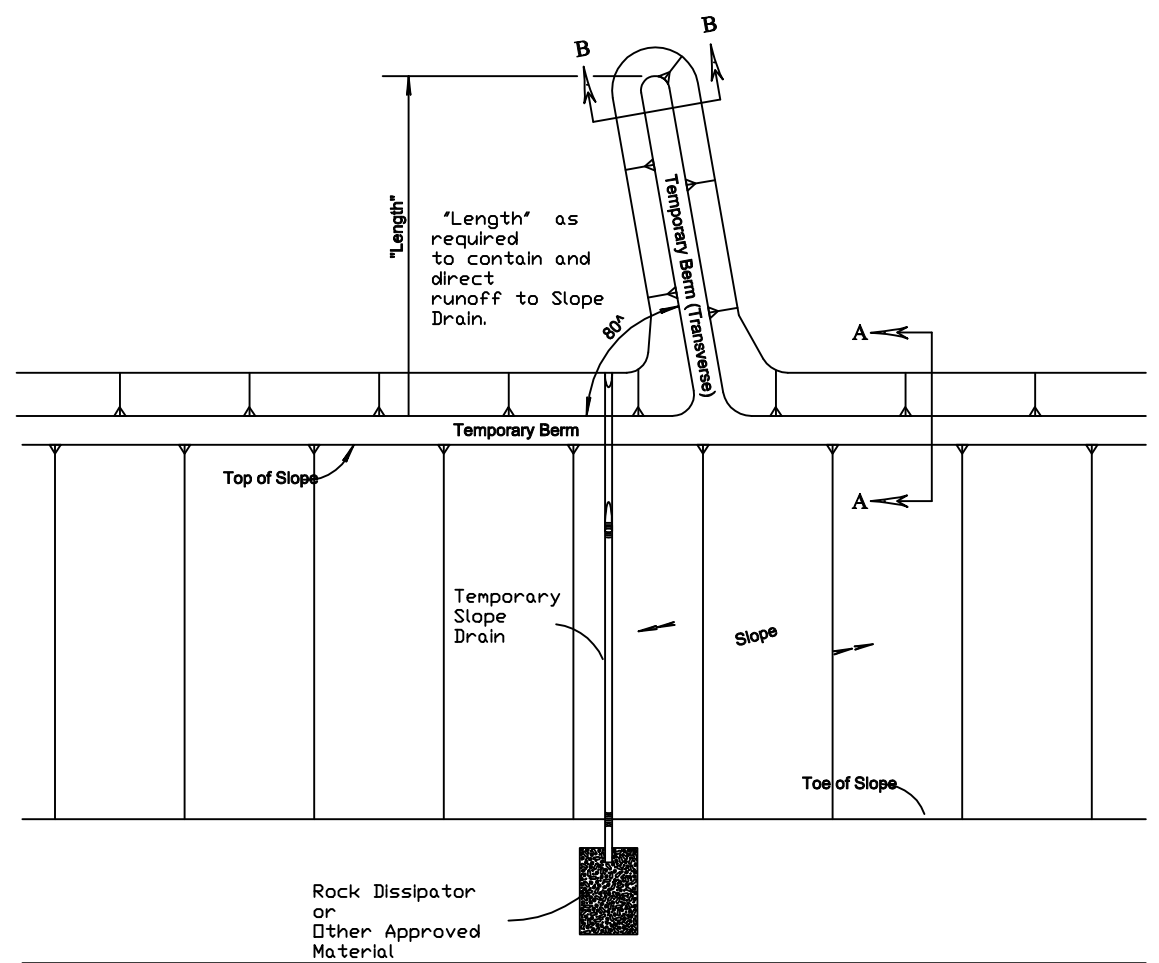 B
B
"Length"
"Length" as
required
to contain and
direct
runoff to Slope
Drain.
Temporary Berm (Transverse)
80^
A
Temporary Berm
Top of Slope
A
Temporary
Slope
Drain
Slope
Toe of Slope
Rock Dissipator
or
Other Approved
Material